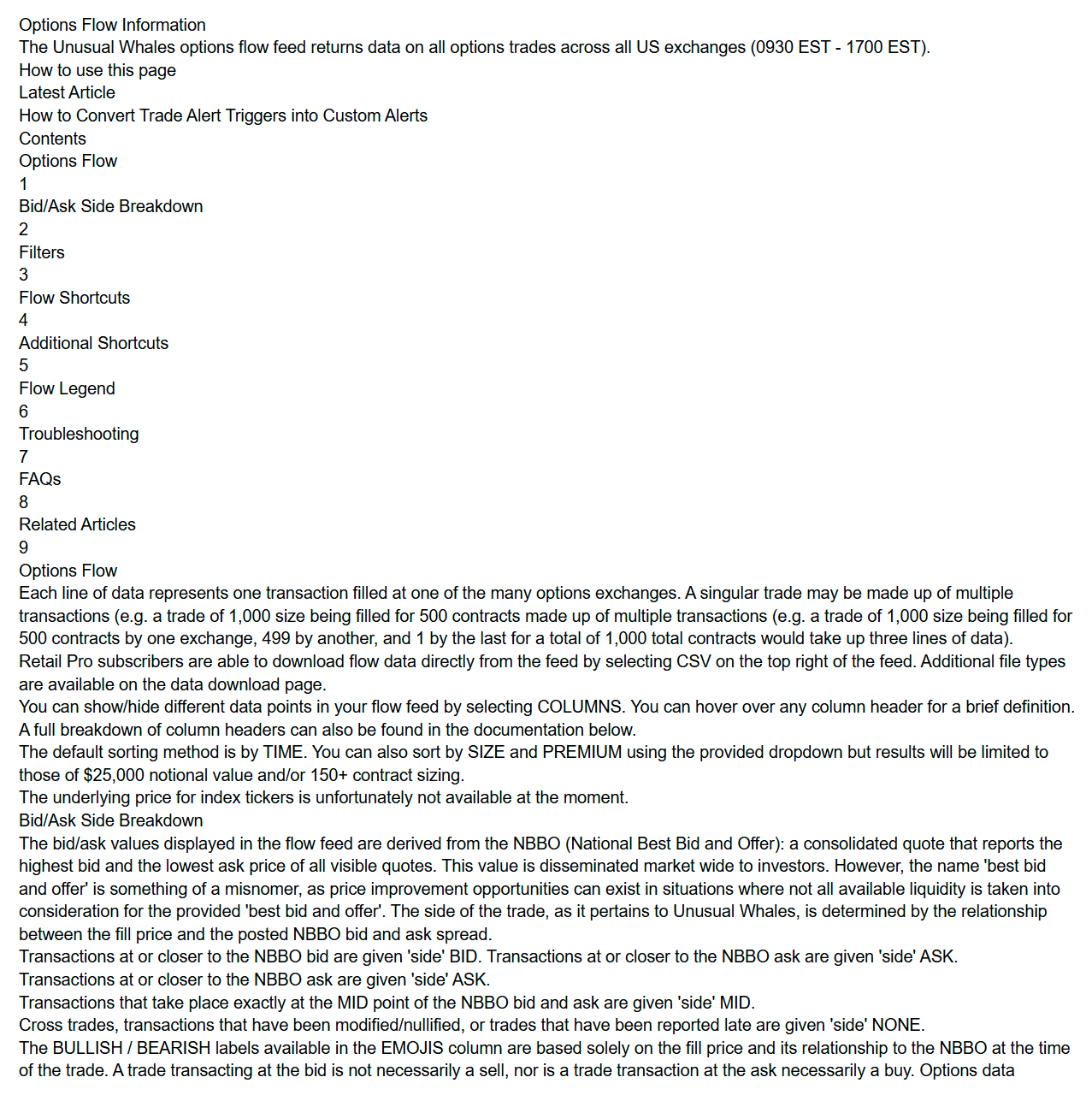 Options Flow Information
The Unusual Whales options flow feed returns data on all options trades across all US exchanges (0930 EST - 1700 EST).
How to use this page
Latest Article
How to Convert Trade Alert Triggers into Custom Alerts
Contents
Options Flow
1
Bid/Ask Side Breakdown
2
Filters
3
Flow Shortcuts
4
Additional Shortcuts
5
Flow Legend
6
Troubleshooting
7
FAQs
8
Related Articles
9
Options Flow
Each line of data represents one transaction filled at one of the many options exchanges. A singular trade may be made up of multiple
transactions (e.g. a trade of 1,000 size being filled for 500 contracts made up of multiple transactions (e.g. a trade of 1,000 size being filled for
500 contracts by one exchange, 499 by another, and 1 by the last for a total of 1,000 total contracts would take up three lines of data).
Retail Pro subscribers are able to download flow data directly from the feed by selecting CSV on the top right of the feed. Additional file types
are available on the data download page.
You can show/hide different data points in your flow feed by selecting COLUMNS. You can hover over any column header for a brief definition.
A full breakdown of column headers can also be found in the documentation below.
The default sorting method is by TIME. You can also sort by SIZE and PREMIUM using the provided dropdown but results will be limited to
those of $25,000 notional value and/or 150+ contract sizing.
The underlying price for index tickers is unfortunately not available at the moment.
Bid/Ask Side Breakdown
The bid/ask values displayed in the flow feed are derived from the NBBO (National Best Bid and Offer): a consolidated quote that reports the
highest bid and the lowest ask price of all visible quotes. This value is disseminated market wide to investors. However, the name 'best bid
and offer' is something of a misnomer, as price improvement opportunities can exist in situations where not all available liquidity is taken into
consideration for the provided 'best bid and offer'. The side of the trade, as it pertains to Unusual Whales, is determined by the relationship
between the fill price and the posted NBBO bid and ask spread.
Transactions at or closer to the NBBO bid are given 'side' BID. Transactions at or closer to the NBBO ask are given 'side' ASK.
Transactions at or closer to the NBBO ask are given 'side' ASK.
Transactions that take place exactly at the MID point of the NBBO bid and ask are given 'side' MID.
Cross trades, transactions that have been modified/nullified, or trades that have been reported late are given 'side' NONE.
The BULLISH / BEARISH labels available in the EMOJIS column are based solely on the fill price and its relationship to the NBBO at the time
of the trade. A trade transacting at the bid is not necessarily a sell, nor is a trade transaction at the ask necessarily a buy. Options data